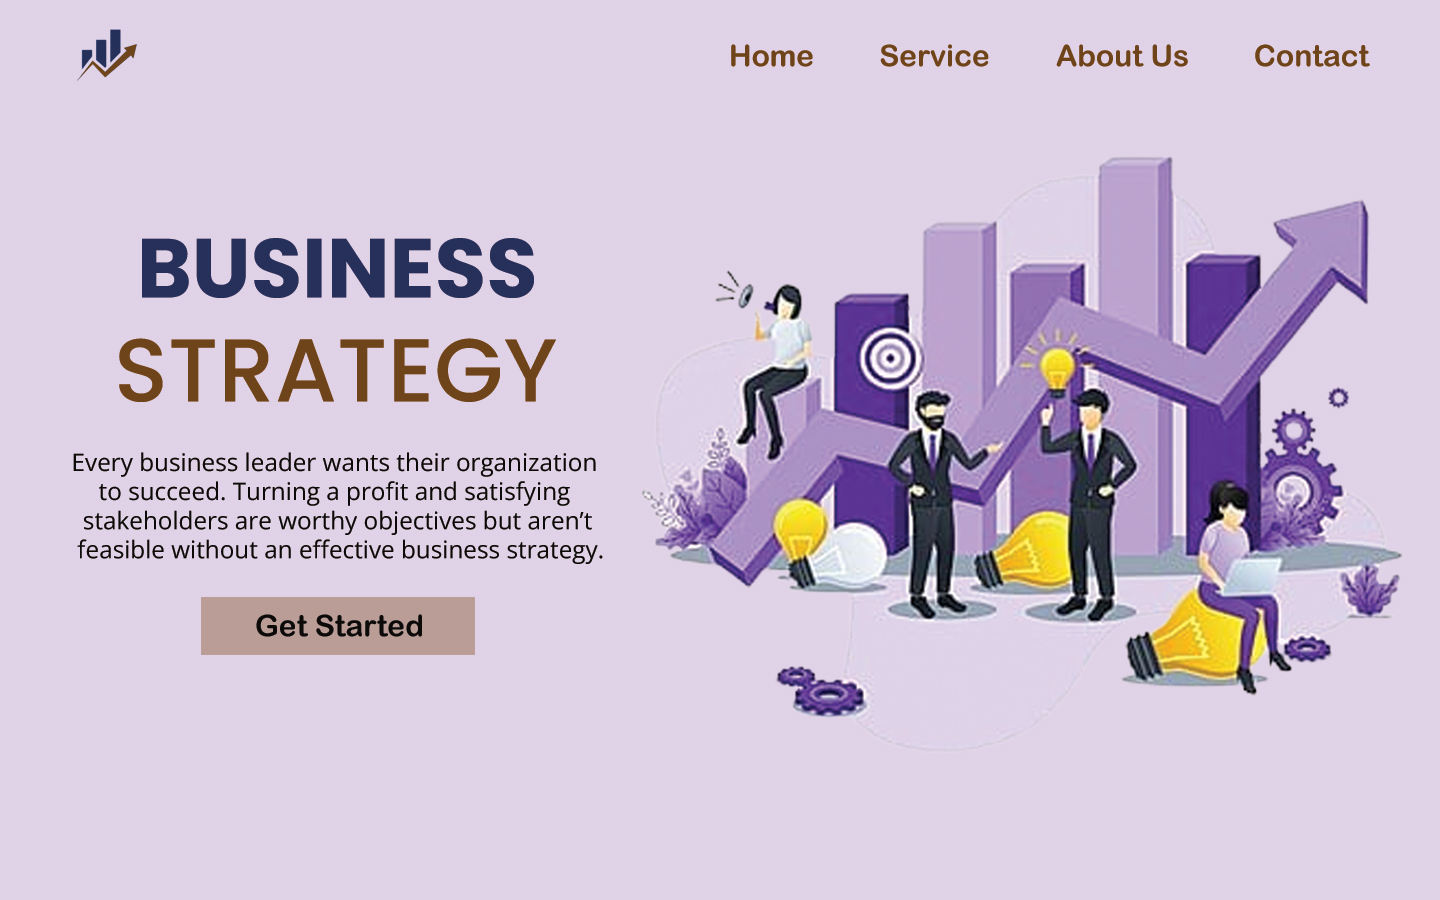 Home Service About Us Contact
BUSINESS
STRATEGY
Every business leader wants their organization
to succeed. Turning a profit and satisfying
stakeholders are worthy objectives but aren’t
feasible without an effective business strategy.
Get Started